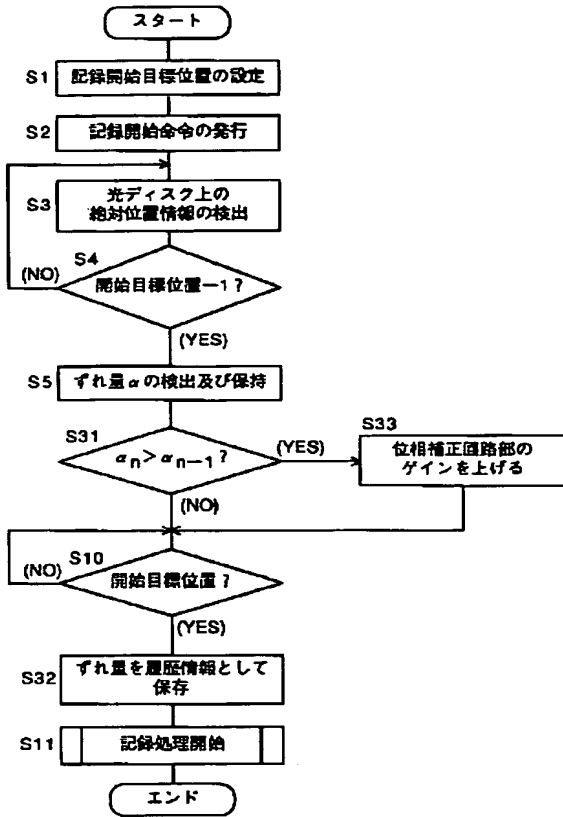 スタート
S1
記録開始目標位置の設定
S2
記録開始命令の発行
S3
光ディスク上の
絶対位置情報の検出
S4
(NO)
開始目標位置－1？
(YES)
S5
ずれ量αの検出及び保持
S31
αn＞αn－1？
(YES)
S33
位相補正回路部の
ゲインを上げる
(NO)
S10
(NO)
開始目標位置？
(YES)
S32
ずれ量を履歴情報として
保存
S11
記録処理開始
エンド